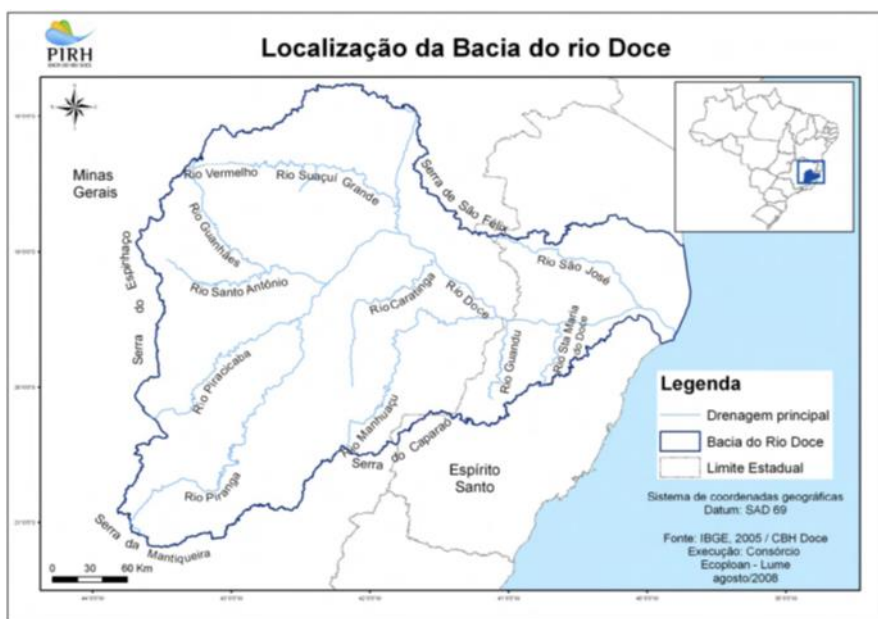 PIRH
Localização da Bacia do rio Doce
Minas
Gerais
Rio Vermelho
Rio Suaçuí
Grande
Serra de São Félix
Rio Guanhães
Serra do Espinhaço
Rio Santo Antônio
Rio São José
Rio Caratinga
Rio Doce
Rio Guandu
Rio Sta Maria
do Doce
Rio Piracicaba
Rio Manhuaçu
Serra do Caparaó
Espírito
Santo
Rio Piranga
Serra da Mantiqueira
0 30 60 Km
Legenda
Drenagem principal
Bacia do Rio Doce
Limite Estadual
Sistema de coordenadas geográficas
Datum: SAD 69
Fonte: IBGE, 2005 / CBH Doce
Execução: Consórcio
Ecoploan - Lume
agosto/2008